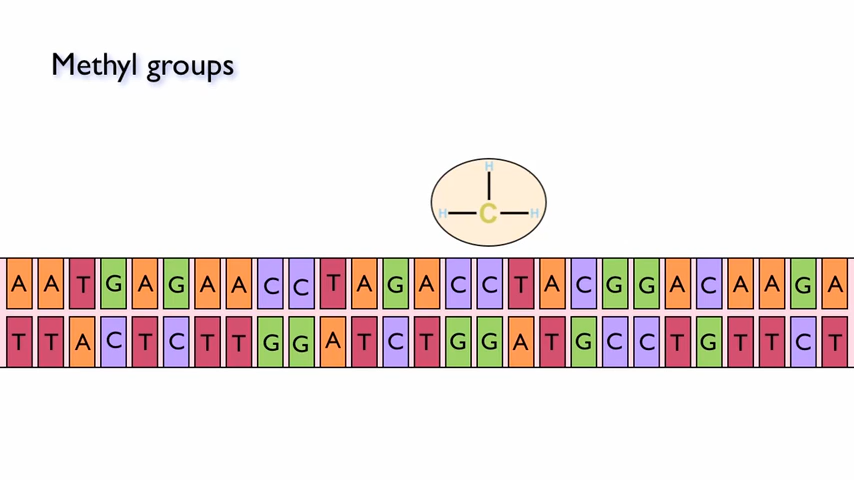 Methyl groups
H
H C H
A A T G A G A A C C T A G A C C T A C G G A C A A G A
T T A C T C T T G G A T C T G G A T G C C T G T T C T